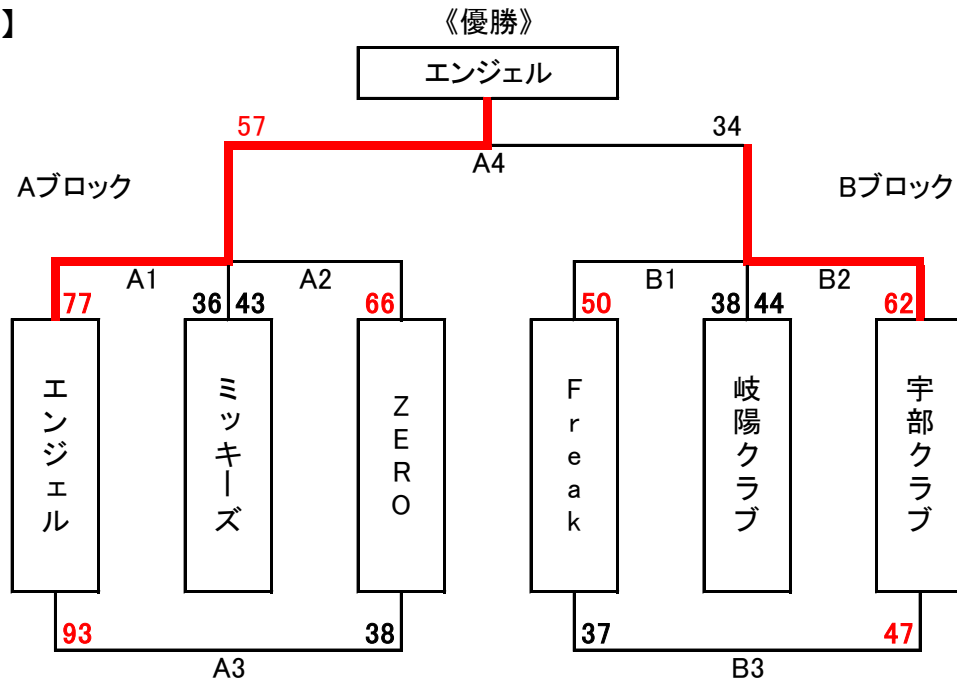 】
《優勝》
エンジェル
57
34
A4
Aブロック
Bブロック
A1
A2
B1
B2
77
36
43
66
50
38
44
62
エンジェル
ミッキーズ
ZERO
Freak
岐陽クラブ
宇部クラブ
93
38
37
47
A3
B3